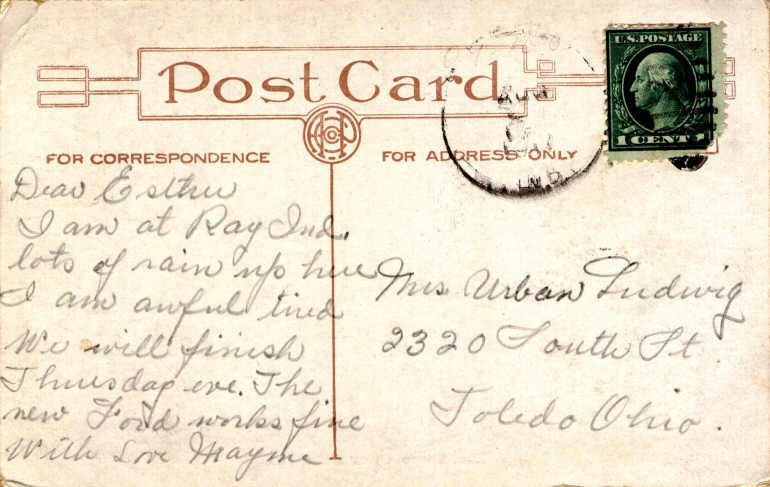 Post Card
U.S. POSTAGE
1 CENT 1
FOR CORRESPONDENCE
FOR ADDRESS ONLY
IND.
Dear Esther
I am at Ray Ind.
lots of rain up here
I am awful tired
We will finish
Thursday eve. The
new Ford works fine
With Love Mayme
Mrs Urban Ludwig
2320 South St.
Toledo Ohio.